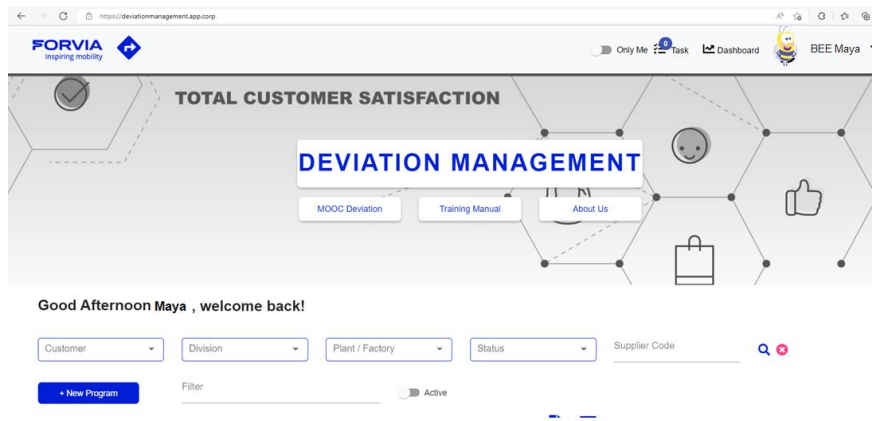 https://deviationmanagement.app.corp
FORVIA
Inspiring mobility
Only Me
0
Task
Dashboard
BEE Maya
TOTAL CUSTOMER SATISFACTION
DEVIATION MANAGEMENT
MOOC Deviation
Training Manual
About Us
Good Afternoon Maya , welcome back!
Customer
Division
Plant / Factory
Status
Supplier Code
+ New Program
Filter
Active